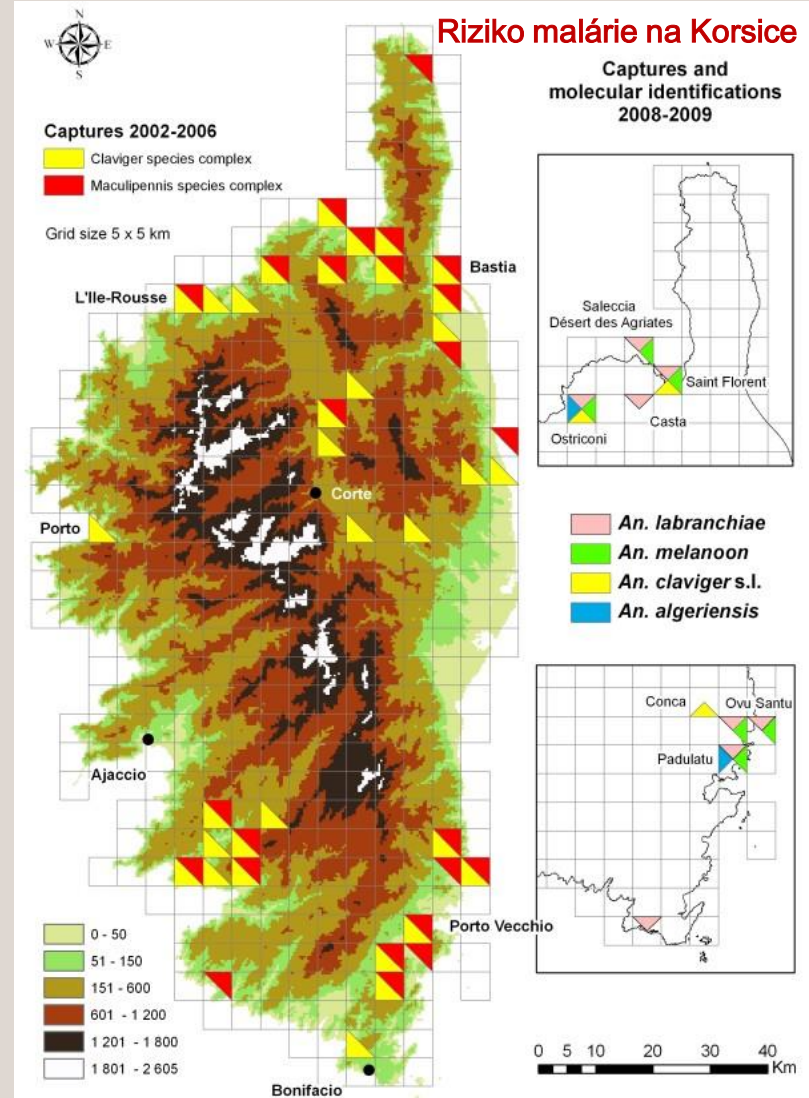 Riziko malárie na Korsice
N
W E
S
Captures 2002-2006
Claviger species complex
Maculipennis species complex
Grid size 5 x 5 km
L'Ile-Rousse
Bastia
Corte
Porto
Ajaccio
Porto Vecchio
Bonifacio
0 - 50
51 - 150
151 - 600
601 - 1 200
1 201 - 1 800
1 801 - 2 605
Captures and
molecular identifications
2008-2009
Saleccia
Désert des Agriates
Saint Florent
Casta
Ostriconi
An. labranchiae
An. melanoon
An. claviger s.l.
An. algeriensis
Conca
Ovu Santu
Padulatu
0 5 10 20 30 40
Km